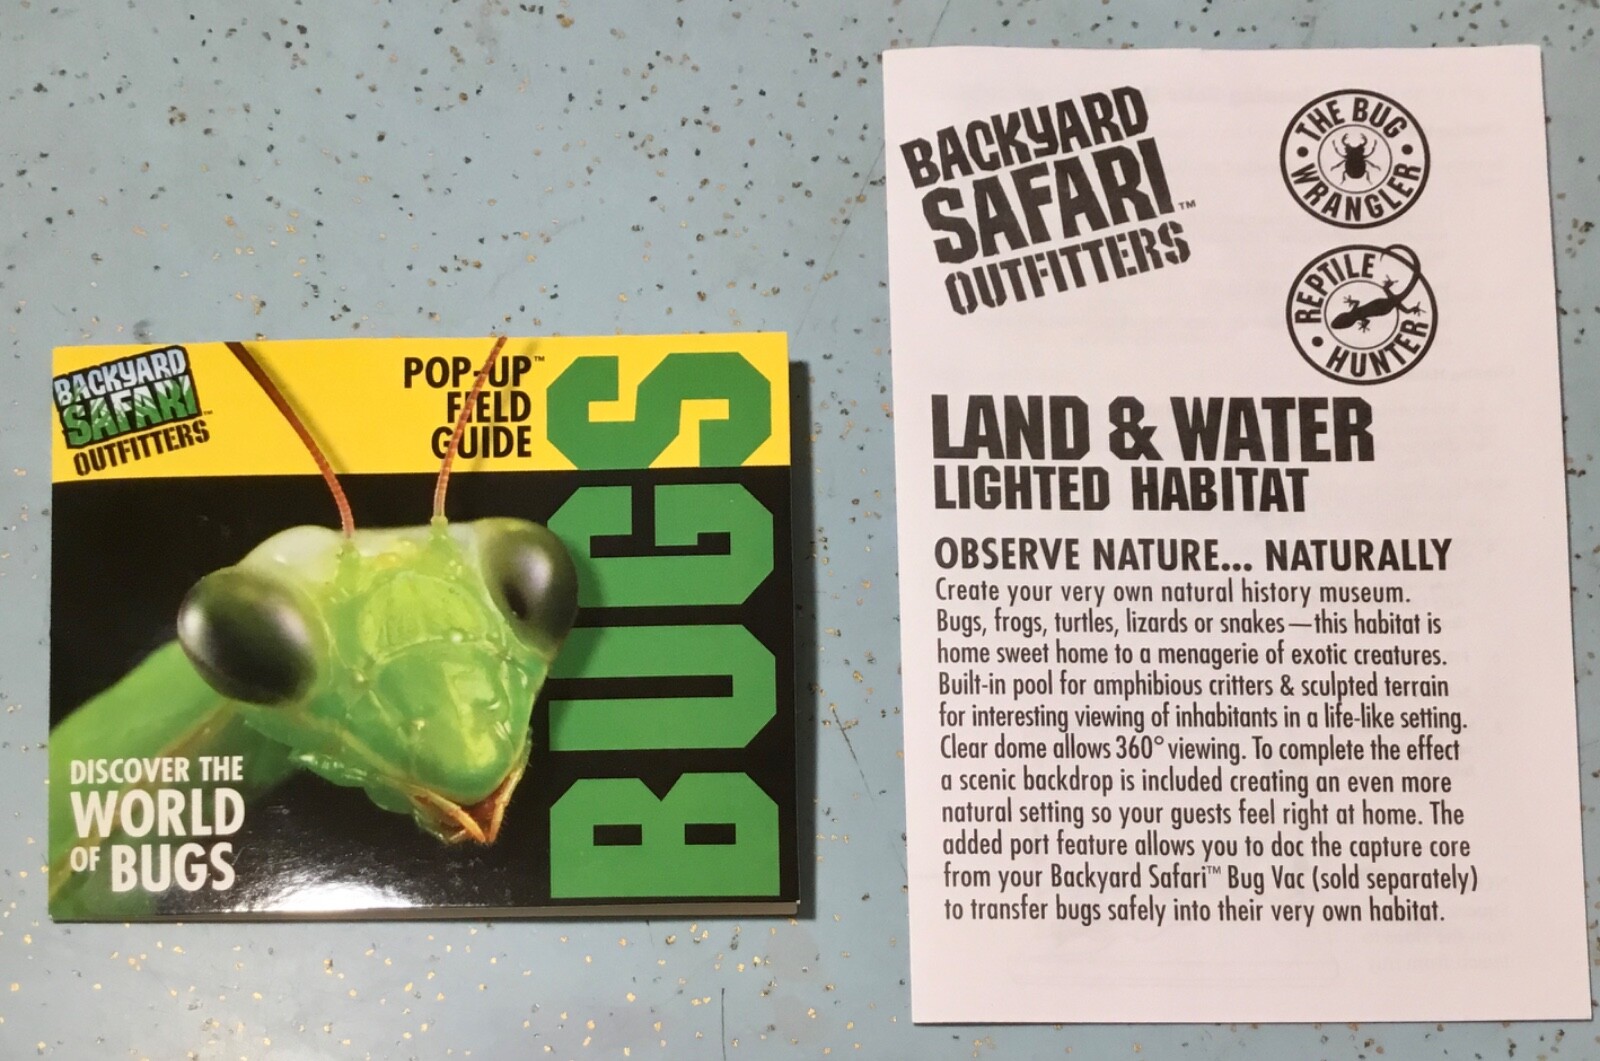 BACKYARD
SAFARI™
OUTFITTERS
POP-UP™
FIELD
GUIDE
BUGS
DISCOVER THE
WORLD
OF BUGS
BACKYARD
SAFARI™
OUTFITTERS
THE BUG
WRANGLER
REPTILE
HUNTER
LAND & WATER
LIGHTED HABITAT
OBSERVE NATURE... NATURALLY
Create your very own natural history museum.
Bugs, frogs, turtles, lizards or snakes—this habitat is
home sweet home to a menagerie of exotic creatures.
Built-in pool for amphibious critters & sculpted terrain
for interesting viewing of inhabitants in a life-like setting.
Clear dome allows 360° viewing. To complete the effect
a scenic backdrop is included creating an even more
natural setting so your guests feel right at home. The
added port feature allows you to doc the capture core
from your Backyard Safari™ Bug Vac (sold separately)
to transfer bugs safely into their very own habitat.